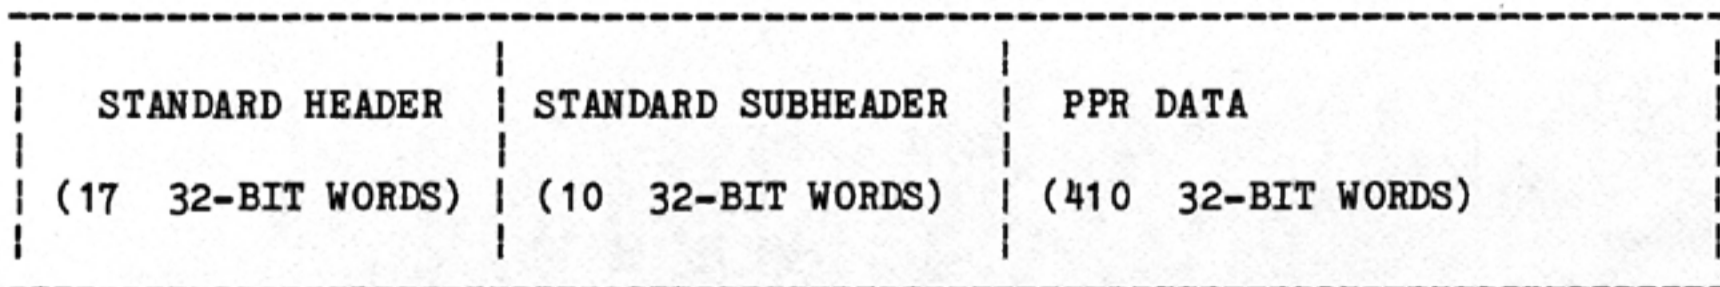 STANDARD HEADER STANDARD SUBHEADER PPR DATA
(17 32-BIT WORDS) (10 32-BIT WORDS) (410 32-BIT WORDS)